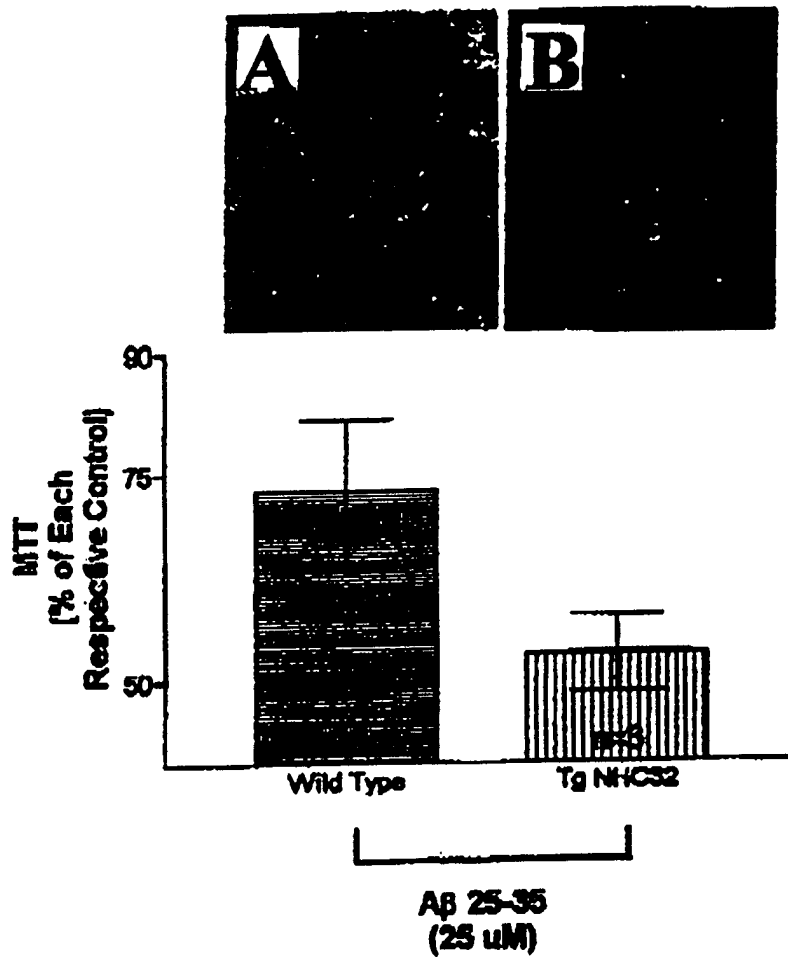 A
B
90
75
50
MTT
[% of Each
Respective Control]
Wild Type
Tg NHC32
Aβ 25-35
(25 uM)